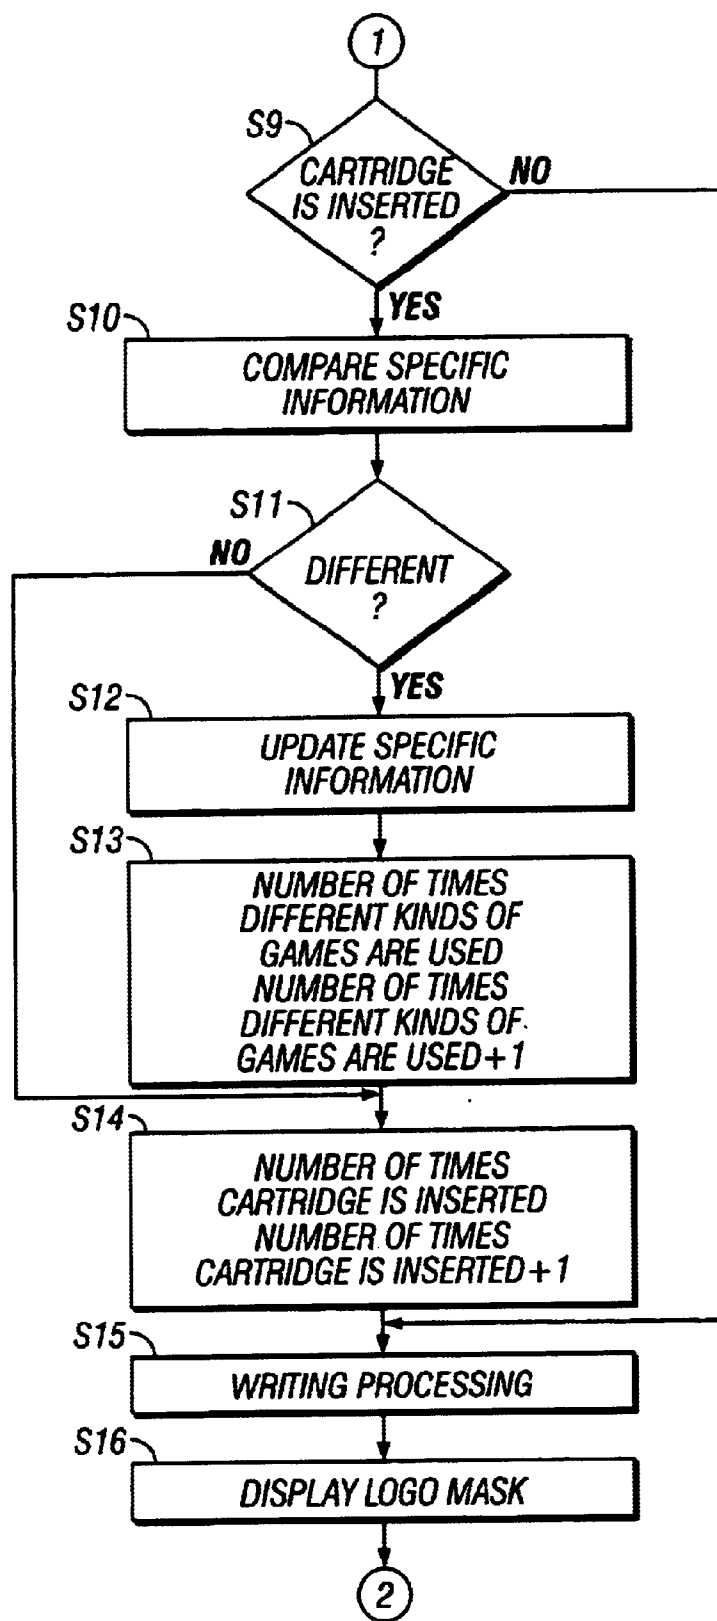 1
S9
CARTRIDGE
IS INSERTED
?
NO
YES
S10
COMPARE SPECIFIC
INFORMATION
S11
NO
DIFFERENT
?
YES
S12
UPDATE SPECIFIC
INFORMATION
S13
NUMBER OF TIMES
DIFFERENT KINDS OF
GAMES ARE USED
NUMBER OF TIMES
DIFFERENT KINDS OF
GAMES ARE USED+1
S14
NUMBER OF TIMES
CARTRIDGE IS INSERTED
NUMBER OF TIMES
CARTRIDGE IS INSERTED+1
S15
WRITING PROCESSING
S16
DISPLAY LOGO MASK
2